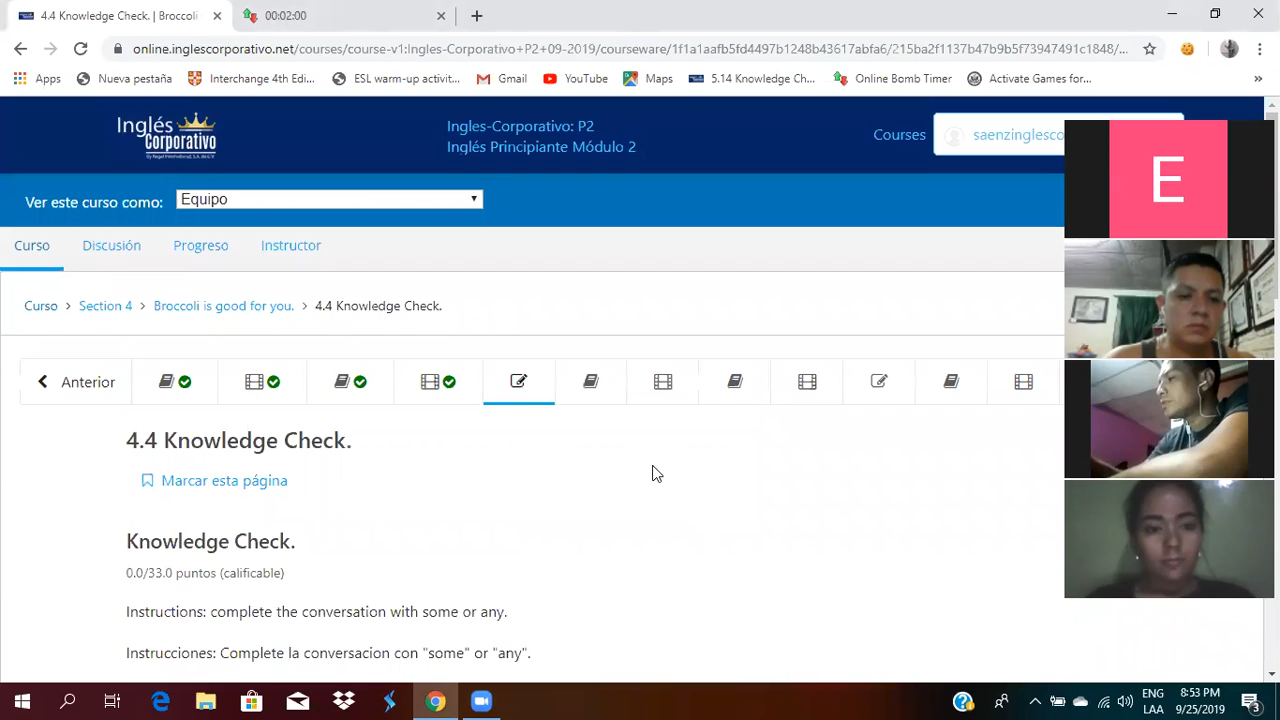 4.4 Knowledge Check. | Broccoli
00:02:00
online.inglescorporativo.net/courses/course-v1:Ingles-Corporativo+P2+09-2019/courseware/1f1a1aafb5fd4497b1248b43617abfa6/215ba2f1137b47b9b5f73947491c1848/...
Apps
Nueva pestaña
Interchange 4th Edi...
ESL warm-up activit...
Gmail
YouTube
Maps
5.14 Knowledge Ch...
Online Bomb Timer
Activate Games for...
»
Inglés
Corporativo
Ingles-Corporativo: P2
Inglés Principiante Módulo 2
Courses
saenzinglesco
Ver este curso como:
Equipo
E
Curso
Discusión
Progreso
Instructor
Curso > Section 4 > Broccoli is good for you. > 4.4 Knowledge Check.
Anterior
4.4 Knowledge Check.
Marcar esta página
Knowledge Check.
0.0/33.0 puntos (calificable)
Instructions: complete the conversation with some or any.
Instrucciones: Complete la conversacion con "some" or "any".
ENG
LAA
8:53 PM
9/25/2019
3